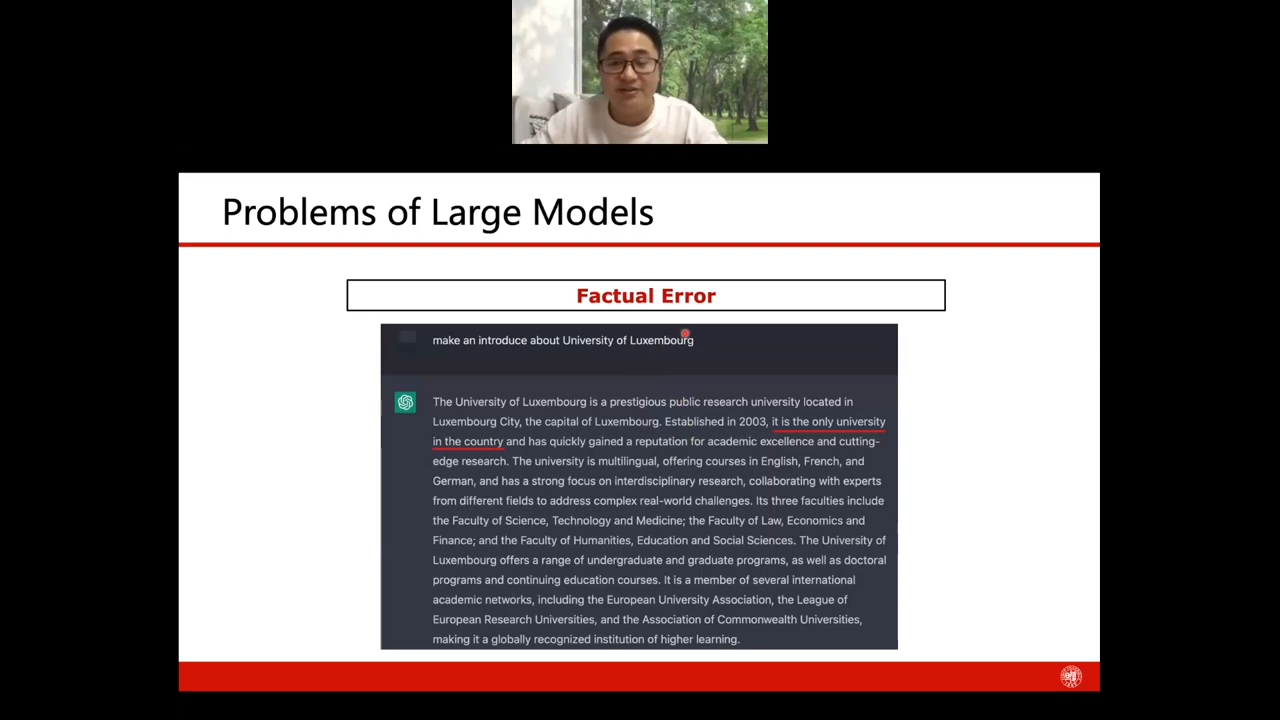 Problems of Large Models
Factual Error
make an introduce about University of Luxembourg
The University of Luxembourg is a prestigious public research university located in
Luxembourg City, the capital of Luxembourg. Established in 2003, it is the only university
in the country and has quickly gained a reputation for academic excellence and cutting-
edge research. The university is multilingual, offering courses in English, French, and
German, and has a strong focus on interdisciplinary research, collaborating with experts
from different fields to address complex real-world challenges. Its three faculties include
the Faculty of Science, Technology and Medicine; the Faculty of Law, Economics and
Finance; and the Faculty of Humanities, Education and Social Sciences. The University of
Luxembourg offers a range of undergraduate and graduate programs, as well as doctoral
programs and continuing education courses. It is a member of several international
academic networks, including the European University Association, the League of
European Research Universities, and the Association of Commonwealth Universities,
making it a globally recognized institution of higher learning.